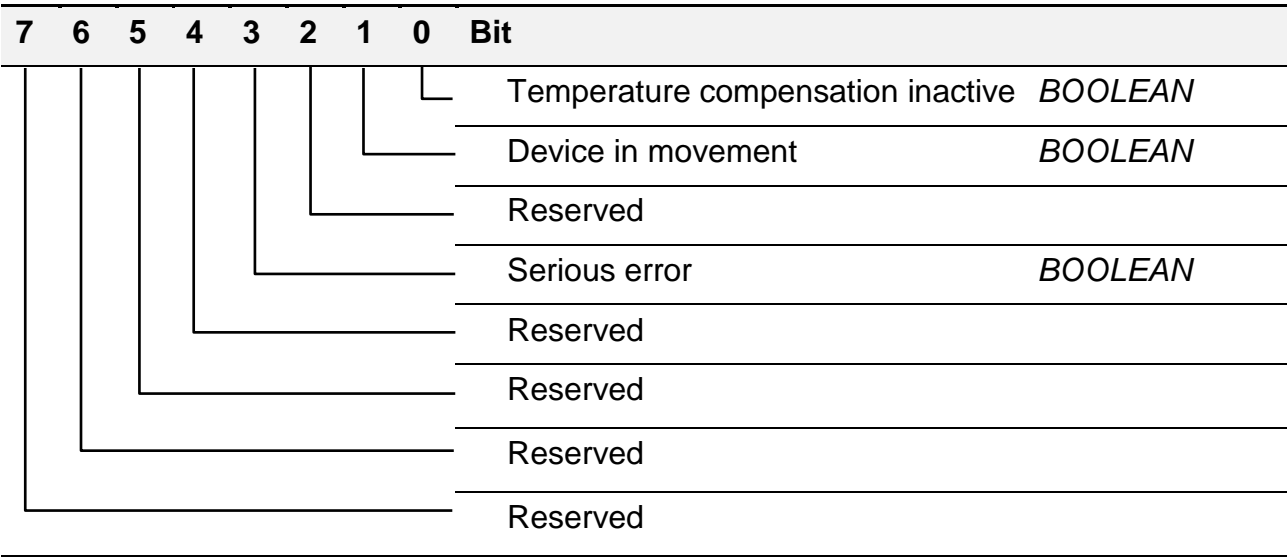 7 6 5 4 3 2 1 0 Bit
Temperature compensation inactive BOOLEAN
Device in movement BOOLEAN
Reserved
Serious error BOOLEAN
Reserved
Reserved
Reserved
Reserved